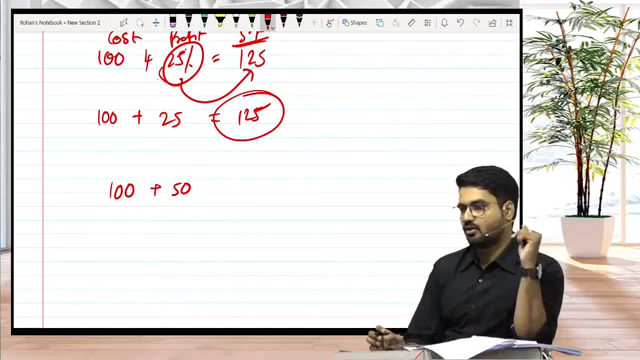 Rohan's Notebook » New Section 2
Shapes
Cost Profit S.P
100 + 25% = 125
100 + 25 = 125
100 + 50